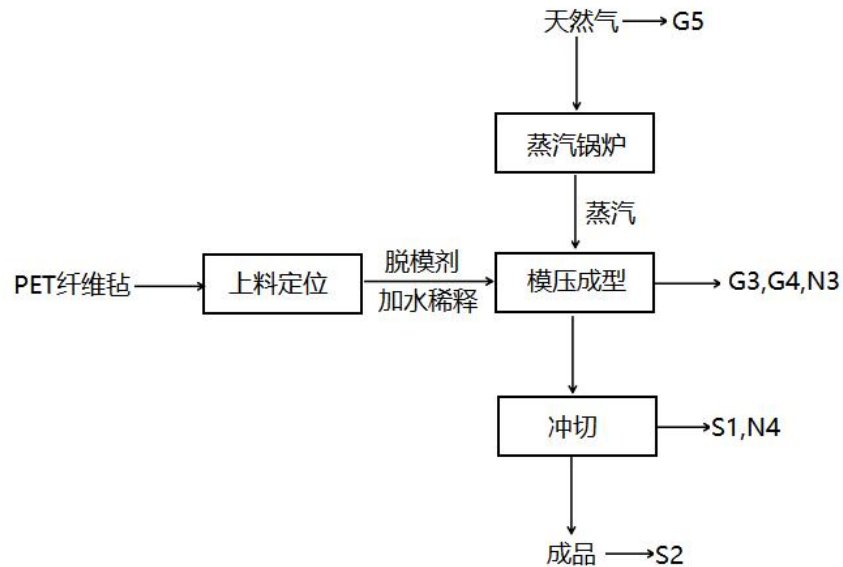 天然气
G5
蒸汽锅炉
蒸汽
PET纤维毡
上料定位
脱模剂
加水稀释
模压成型
G3,G4,N3
冲切
S1,N4
成品
S2